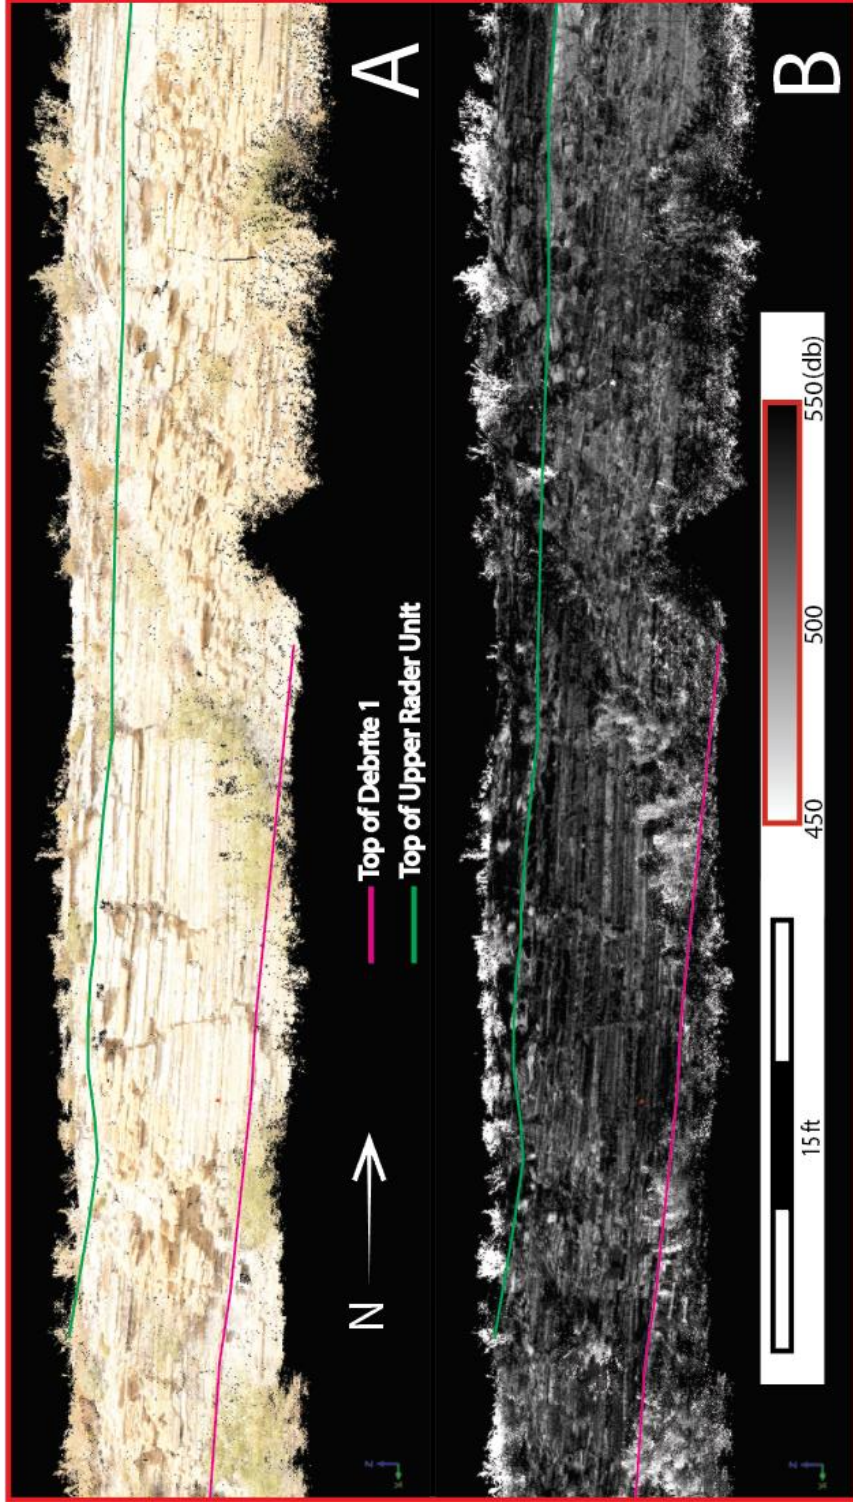 A
Top of Debrite 1
Top of Upper Rader Unit
N
B
15 ft
450
500
550 (db)
z
x
z
x